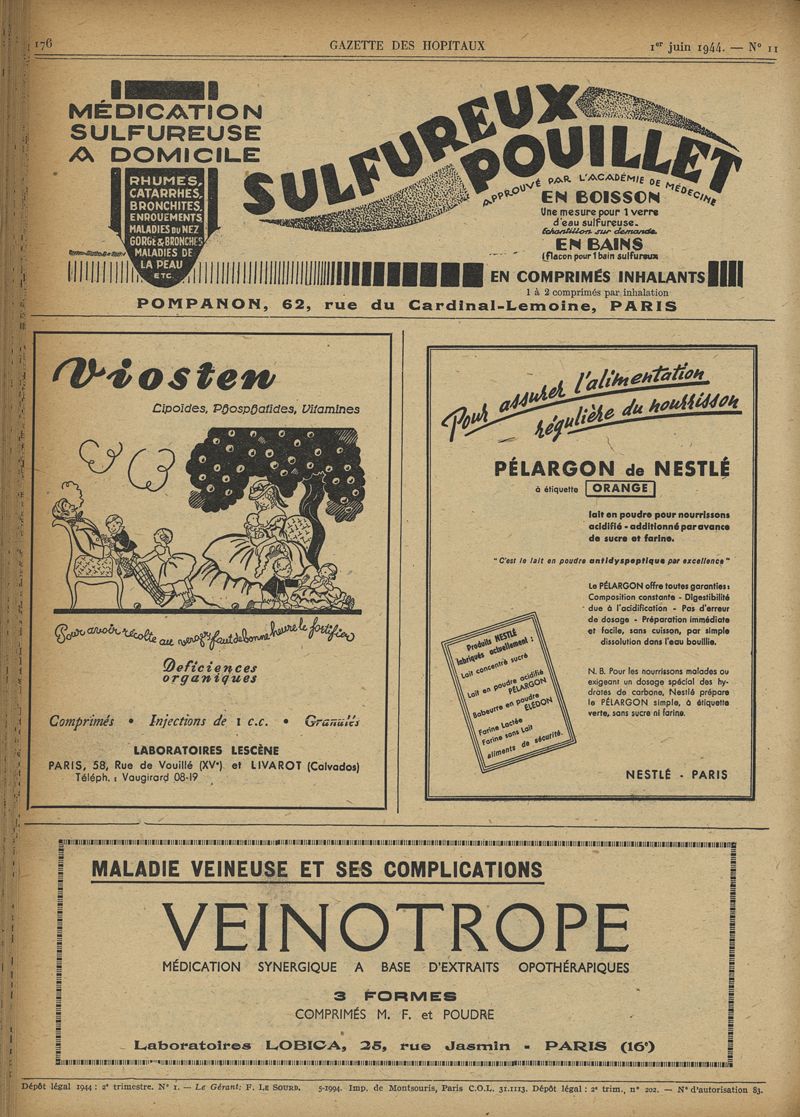 176
GAZETTE DES HOPITAUX
1er juin 1944. — N° 11
MÉDICATION
SULFUREUSE
A DOMICILE
RHUMES,
CATARRHES,
BRONCHITES,
ENROUEMENTS
MALADIES DU NEZ
GORGE & BRONCHES
MALADIES DE
LA PEAU
ETC.
SULFUREUX
POUILLET
APPROUVÉ PAR L'ACADÉMIE DE MÉDECINE
EN BOISSON
Une mesure pour 1 verre
d'eau sulfureuse.
Échantillon sur demande.
EN BAINS
(flacon pour 1 bain sulfureux
EN COMPRIMÉS INHALANTS
1 à 2 comprimés par inhalation
POMPANON, 62, rue du Cardinal-Lemoine, PARIS
Viosten
Lipoïdes, Phosphatides, Vitamines
Pour avoir récolte au verger faut de bonne heure le fortifier
Deficiences
organiques
Comprimés • Injections de 1 c.c. • Granulés
LABORATOIRES LESCÈNE
PARIS, 58, Rue de Vouillé (XVe) et LIVAROT (Calvados)
Téléph. : Vaugirard 08-19
Pour assurer l'alimentation
régulière du nourrisson
PÉLARGON de NESTLÉ
à étiquette ORANGE
lait en poudre pour nourrissons
acidifié - additionné par avance
de sucre et farine.
"C'est le lait en poudre antidyspeptique par excellence"
Le PÉLARGON offre toutes garanties:
Composition constante - Digestibilité
due à l'acidification - Pas d'erreur
de dosage - Préparation immédiate
et facile, sans cuisson, par simple
dissolution dans l'eau bouillie.
N. B. Pour les nourrissons malades ou
exigeant un dosage spécial des hy-
drates de carbone, Nestlé prépare
le PÉLARGON simple, à étiquette
verte, sans sucre ni farine.
Produits NESTLÉ
fabriqués actuellement :
Lait concentré sucré
Lait en poudre acidifié
PÉLARGON
Babeurre en poudre
ÉLÉDON
Farine Lactée
Farine sans Lait
aliments de sécurité.
NESTLÉ - PARIS
MALADIE VEINEUSE ET SES COMPLICATIONS
VEINOTROPE
MÉDICATION SYNERGIQUE A BASE D'EXTRAITS OPOTHÉRAPIQUES
3 FORMES
COMPRIMÉS M. F. et POUDRE
Laboratoires LOBICA, 25, rue Jasmin - PARIS (16e)
Dépôt légal 1944 : 2e trimestre. N° 1. — Le Gérant: F. LE SOURD. 5-1994. Imp. de Montsouris, Paris C.O.L. 31.1113. Dépôt légal : 2e trim., n° 202. — N° d'autorisation 83.